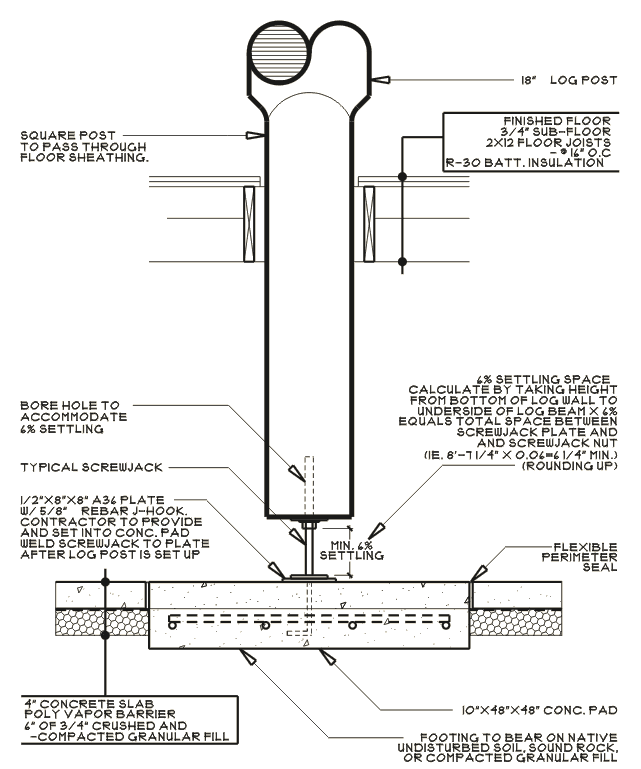 18" LOG POST
FINISHED FLOOR
3/4" SUB-FLOOR
2X12 FLOOR JOISTS
- @ 16" O.C
R-30 BATT. INSULATION
SQUARE POST
TO PASS THROUGH
FLOOR SHEATHING.
6% SETTLING SPACE
CALCULATE BY TAKING HEIGHT
FROM BOTTOM OF LOG WALL TO
UNDERSIDE OF LOG BEAM X 6%
EQUALS TOTAL SPACE BETWEEN
SCREWJACK PLATE AND
AND SCREWJACK NUT
(IE. 8'-7 1/4" X 0.06=6 1/4" MIN.)
(ROUNDING UP)
BORE HOLE TO
ACCOMMODATE
6% SETTLING
TYPICAL SCREWJACK
1/2"X8"X8" A36 PLATE
W/ 5/8" REBAR J-HOOK.
CONTRACTOR TO PROVIDE
AND SET INTO CONC. PAD
WELD SCREWJACK TO PLATE
AFTER LOG POST IS SET UP
MIN. 6%
SETTLING
FLEXIBLE
PERIMETER
SEAL
4" CONCRETE SLAB
POLY VAPOR BARRIER
6" OF 3/4" CRUSHED AND
-COMPACTED GRANULAR FILL
10"X48"X48" CONC. PAD
FOOTING TO BEAR ON NATIVE
UNDISTURBED SOIL, SOUND ROCK,
OR COMPACTED GRANULAR FILL